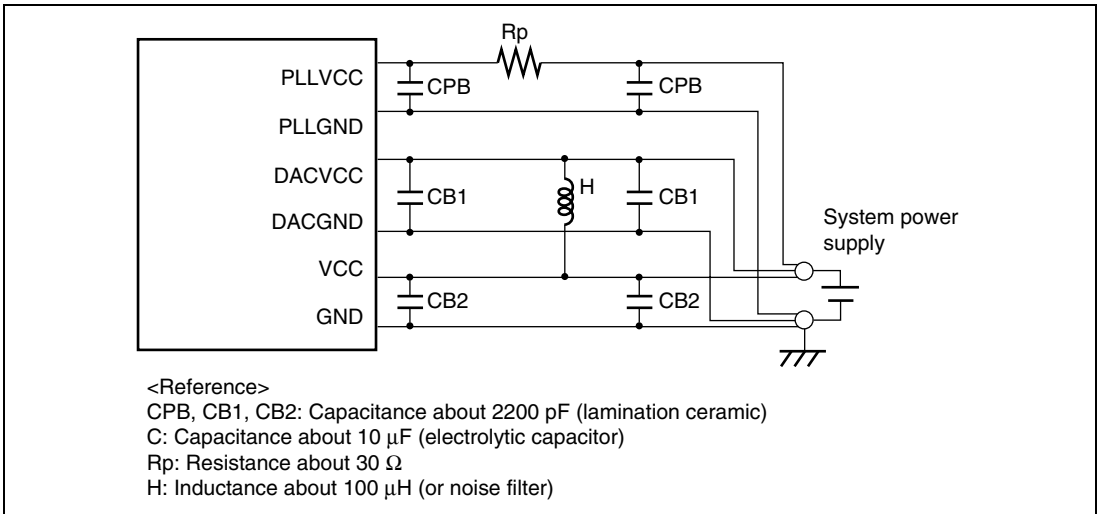 Rp
PLLVCC
CPB
CPB
PLLGND
DACVCC
H
CB1
CB1
DACGND
System power
supply
VCC
CB2
CB2
GND
<Reference>
CPB, CB1, CB2: Capacitance about 2200 pF (lamination ceramic)
C: Capacitance about 10 μF (electrolytic capacitor)
Rp: Resistance about 30 Ω
H: Inductance about 100 μH (or noise filter)